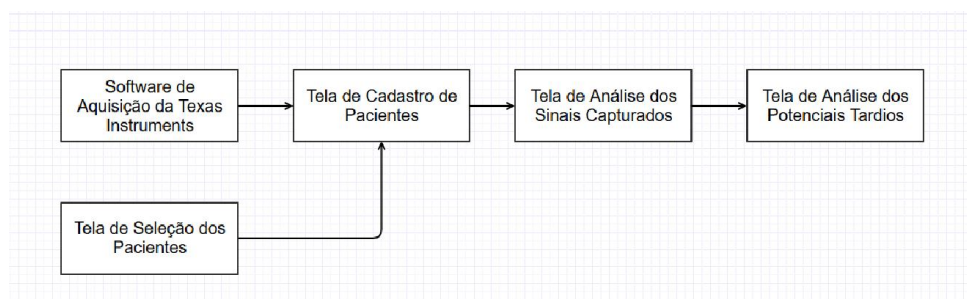 Software de
Aquisição da Texas
Instruments
Tela de Cadastro de
Pacientes
Tela de Análise dos
Sinais Capturados
Tela de Análise dos
Potenciais Tardios
Tela de Seleção dos
Pacientes